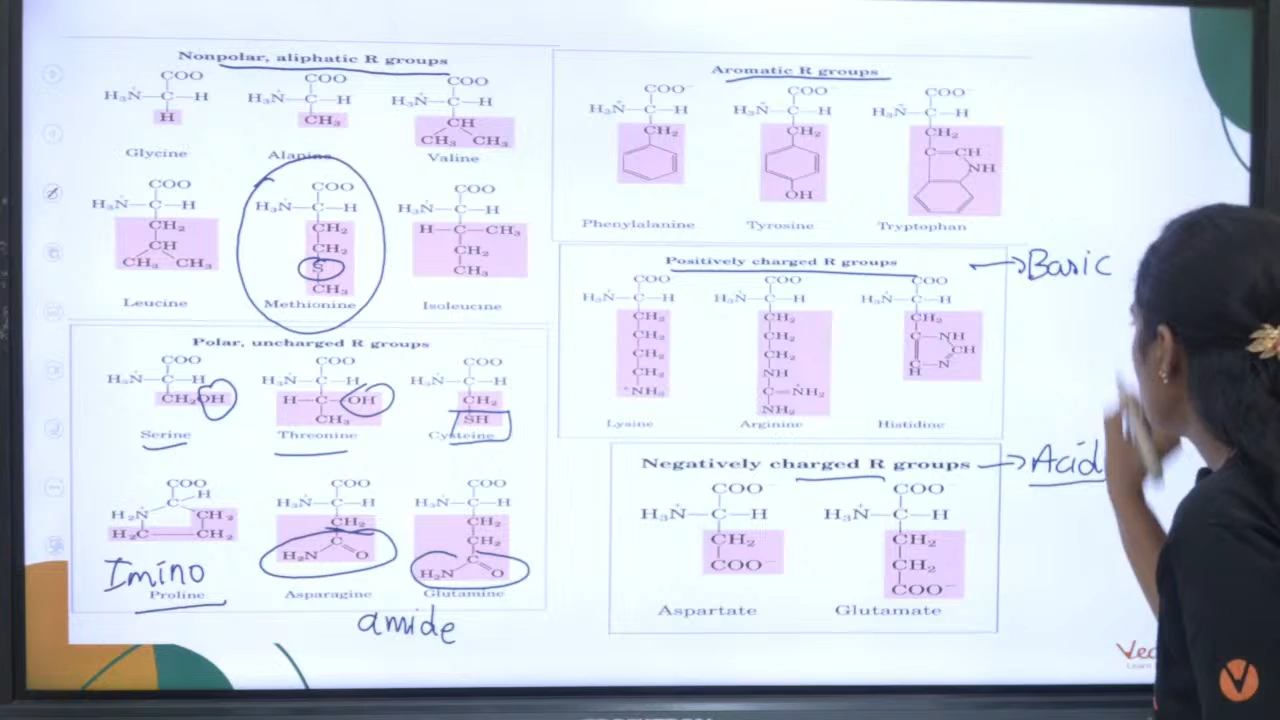 Nonpolar, aliphatic R groups
COO COO COO
H₃N—C—H H₃N—C—H H₃N—C—H
H CH₃ CH
CH₃ CH₃
Glycine Alanine Valine
COO COO COO
H₃N—C—H H₃N—C—H H₃N—C—H
CH₂ CH₂ H—C—CH₃
CH CH₂ CH₂
CH₃ CH₃ S CH₃
CH₃
Leucine Methionine Isoleucine
Polar, uncharged R groups
COO COO COO
H₃N—C—H H₃N—C—H H₃N—C—H
CH₂OH H—C—OH CH₂
CH₃ SH
Serine Threonine Cysteine
COO COO COO
C H H₃N—C—H H₃N—C—H
H₂N CH₂ CH₂ CH₂
H₂C CH₂ C CH₂
H₂N O C
H₂N O
Imino
Proline Asparagine Glutamine
amide
Aromatic R groups
COO⁻ COO⁻ COO⁻
H₃N—C—H H₃N—C—H H₃N—C—H
CH₂ CH₂ CH₂
C=CH
NH
OH
Phenylalanine Tyrosine Tryptophan
Positively charged R groups → Basic
COO COO COO
H₃N—C—H H₃N—C—H H₃N—C—H
CH₂ CH₂ CH₂
CH₂ CH₂ C—NH
CH₂ CH₂ CH
CH₂ NH C N
⁺NH₃ C=NH₂ H
NH₂
Lysine Arginine Histidine
Negatively charged R groups → Acid
COO⁻ COO⁻
H₃N—C—H H₃N—C—H
CH₂ CH₂
COO⁻ CH₂
COO⁻
Aspartate Glutamate